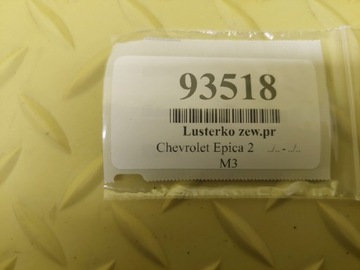 93518
Lusterko zew.pr
Chevrolet Epica 2 ../.. - ../..
M3